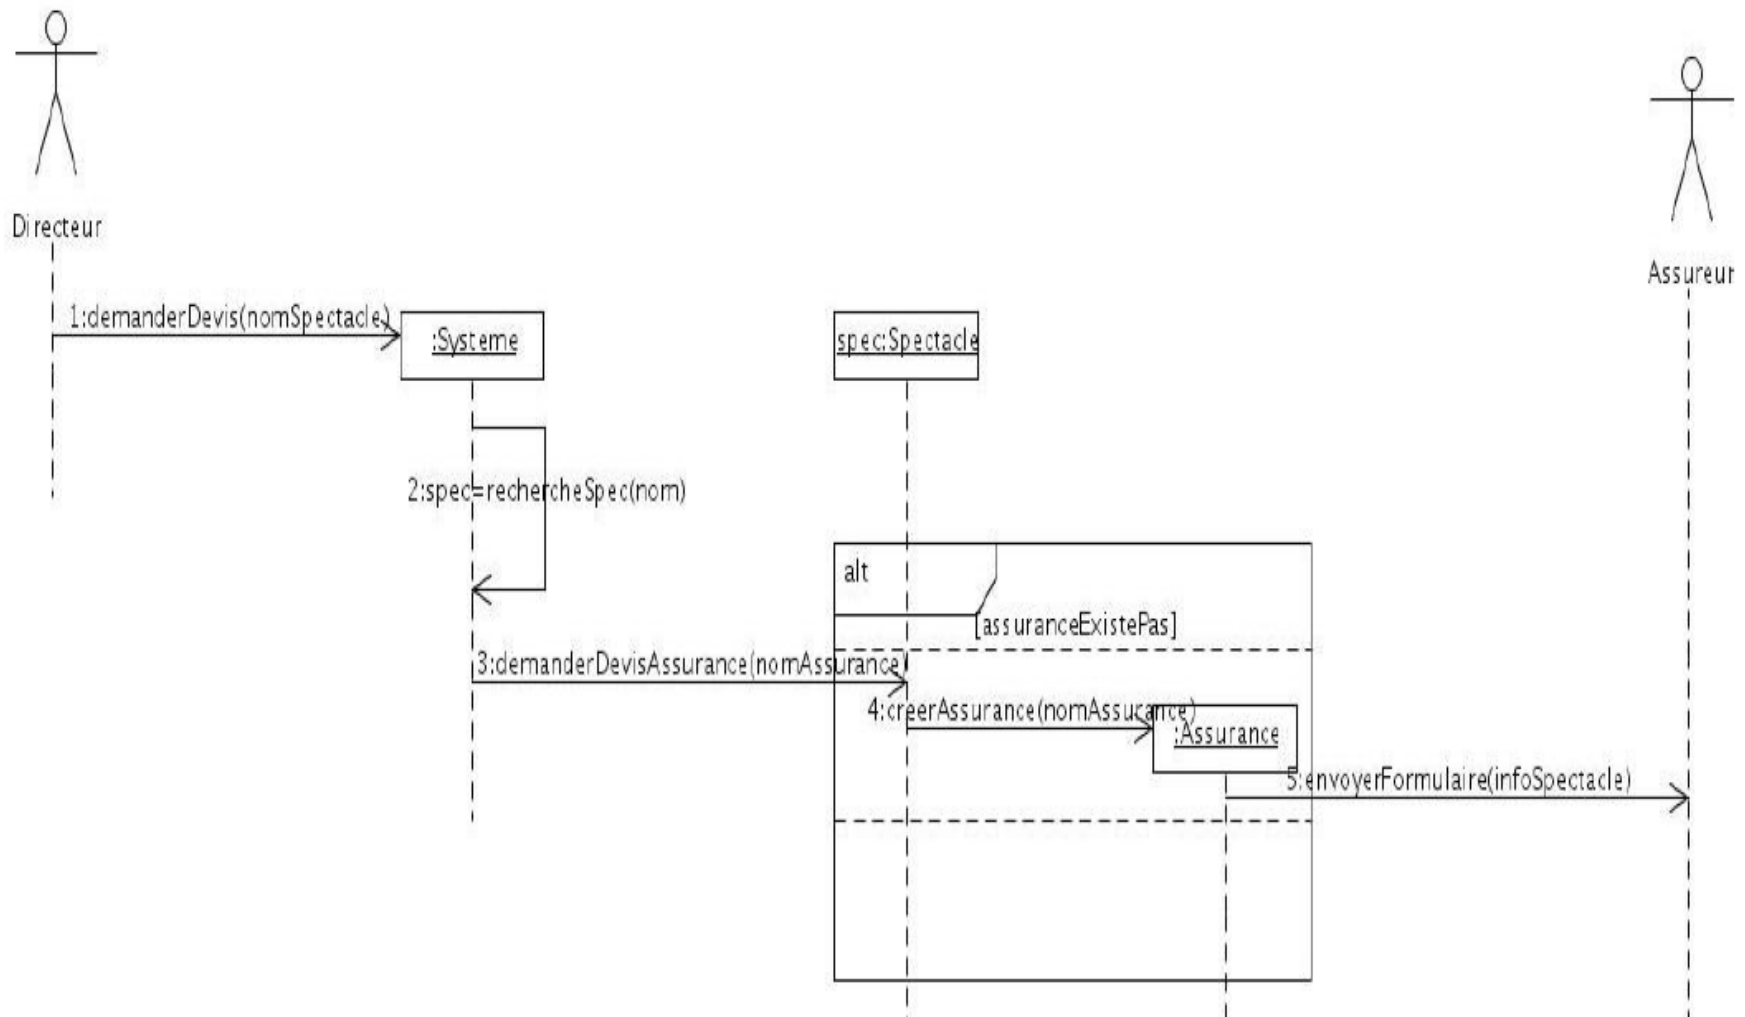 Directeur
Assureur
1:demanderDevis(nomSpectacle)
:Systeme
spec:Spectacle
2:spec=rechercheSpec(nom)
alt
[assuranceExistePas]
3:demanderDevisAssurance(nomAssurance)
4:creerAssurance(nomAssurance)
:Assurance
5:envoyerFormulaire(infoSpectacle)